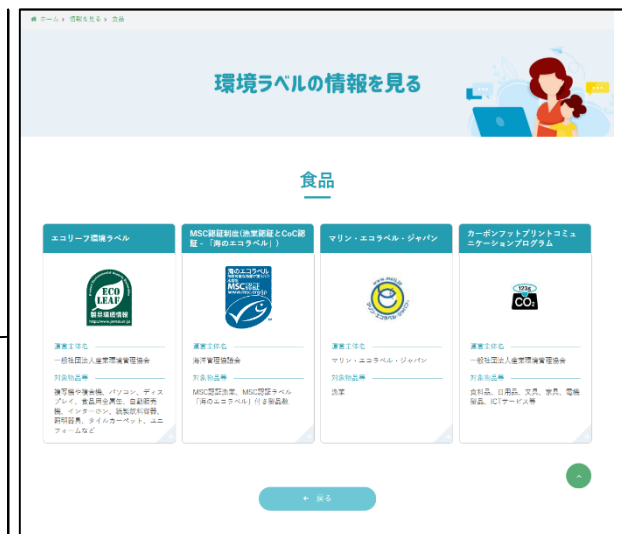 ホーム › 情報を見る › 食品
環境ラベルの情報を見る
食品
エコリーフ環境ラベル
ECO
LEAF
製品環境情報
運営主体名
一般社団法人産業環境管理協会
対象物品等
複写機や複合機、パソコン、ディス
プレイ、食品用金属缶、自動販売
機、インターホン、紙製飲料容器、
照明器具、タイルカーペット、ユニ
フォームなど
MSC認証制度(漁業認証とCoC認
証 - 「海のエコラベル」)
海のエコラベル
MSC認証
www.msc.org/jp
運営主体名
海洋管理協議会
対象物品等
MSC認証漁業、MSC認証ラベル
「海のエコラベル」付き製品数
マリン・エコラベル・ジャパン
運営主体名
マリン・エコラベル・ジャパン
対象物品等
漁業
カーボンフットプリントコミュ
ニケーションプログラム
123g
CO2
運営主体名
一般社団法人産業環境管理協会
対象物品等
食料品、日用品、文具、家具、電機
製品、ICTサービス等
← 戻る